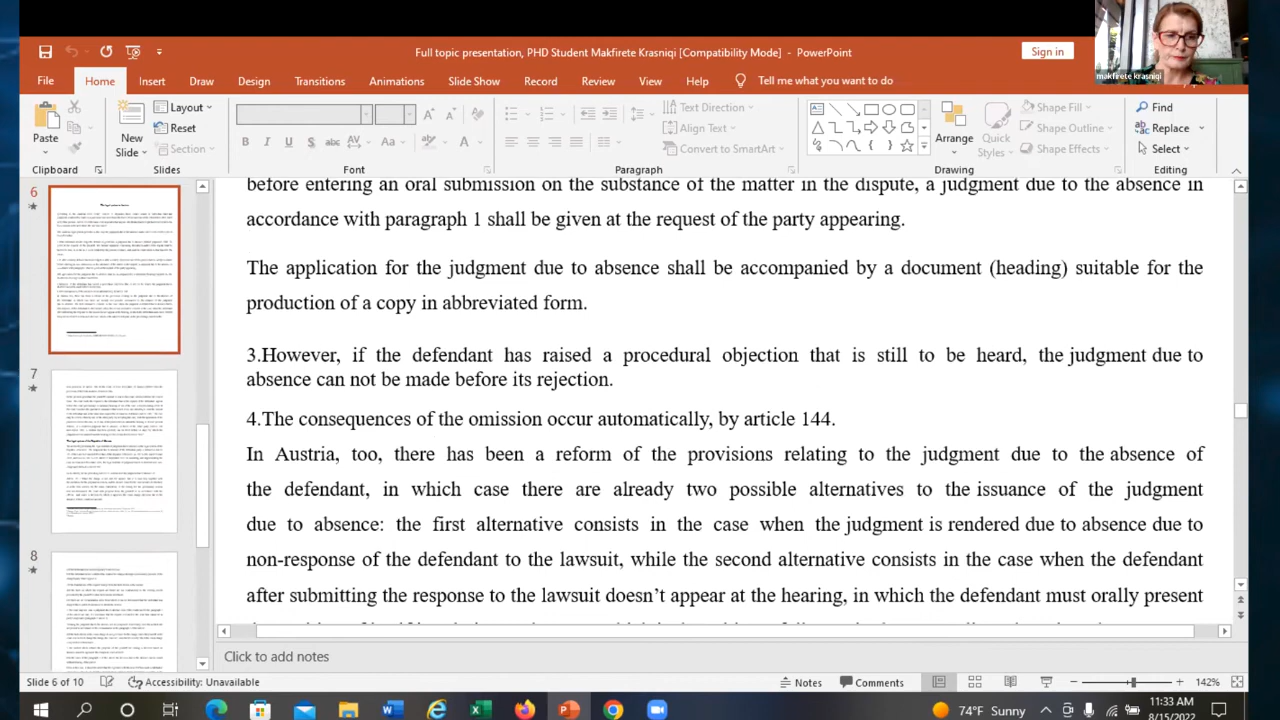 Full topic presentation, PHD Student Makfirete Krasniqi [Compatibility Mode] - PowerPoint
Sign in
makfirete krasniqi
File Home Insert Draw Design Transitions Animations Slide Show Record Review View Help Tell me what you want to do
Paste
New
Slide
Layout
Reset
Section
Text Direction
Align Text
Convert to SmartArt
Arrange
Quick
Styles
Shape Fill
Shape Outline
Shape Effects
Find
Replace
Select
Clipboard Slides Font Paragraph Drawing Editing
6
7
8
before entering an oral submission on the substance of the matter in the dispute, a judgment due to the absence in
accordance with paragraph 1 shall be given at the request of the party appearing.
The application for the judgment due to absence shall be accompanied by a document (heading) suitable for the
production of a copy in abbreviated form.
3.However, if the defendant has raised a procedural objection that is still to be heard, the judgment due to
absence cannot be made before its rejection.
4.The consequences of the omission occur automatically, by article 144.
In Austria, too, there has been a reform of the provision relating to the judgment due to the absence of
the defendant, in which case there are already two possible alternatives to the issuance of the judgment
due to absence: the first alternative consists in the case when the judgment is rendered due to absence due to
non-response of the defendant to the lawsuit, while the second alternative consists in the case when the defendant
after submitting the response to the lawsuit doesn't appear at the hearing in which the defendant must orally present
Click to add notes
Slide 6 of 10 Accessibility: Unavailable Notes Comments 142%
74°F Sunny
11:33 AM
8/15/2022